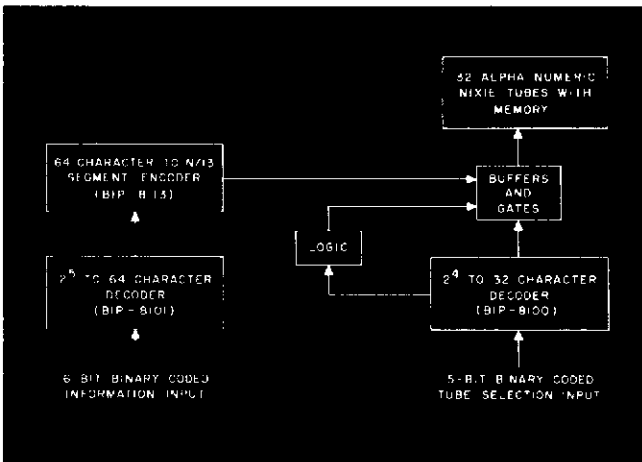 32 ALPHA NUMERIC
NIXIE TUBES WITH
MEMORY
64 CHARACTER TO N/13
SEGMENT ENCODER
(BIP 8113)
BUFFERS
AND
GATES
LOGIC
2⁵ TO 64 CHARACTER
DECODER
(BIP-8101)
2⁴ TO 32 CHARACTER
DECODER
(BIP-8100)
6 BIT BINARY CODED
INFORMATION INPUT
5-BIT BINARY CODED
TUBE SELECTION INPUT